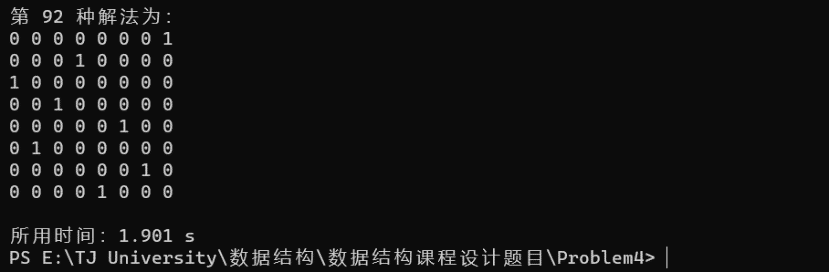 第 92 种解法为:
0 0 0 0 0 0 0 1
0 0 0 1 0 0 0 0
1 0 0 0 0 0 0 0
0 0 1 0 0 0 0 0
0 0 0 0 0 1 0 0
0 1 0 0 0 0 0 0
0 0 0 0 0 0 1 0
0 0 0 0 1 0 0 0
所用时间: 1.901 s
PS E:\TJ University\数据结构\数据结构课程设计题目\Problem4>